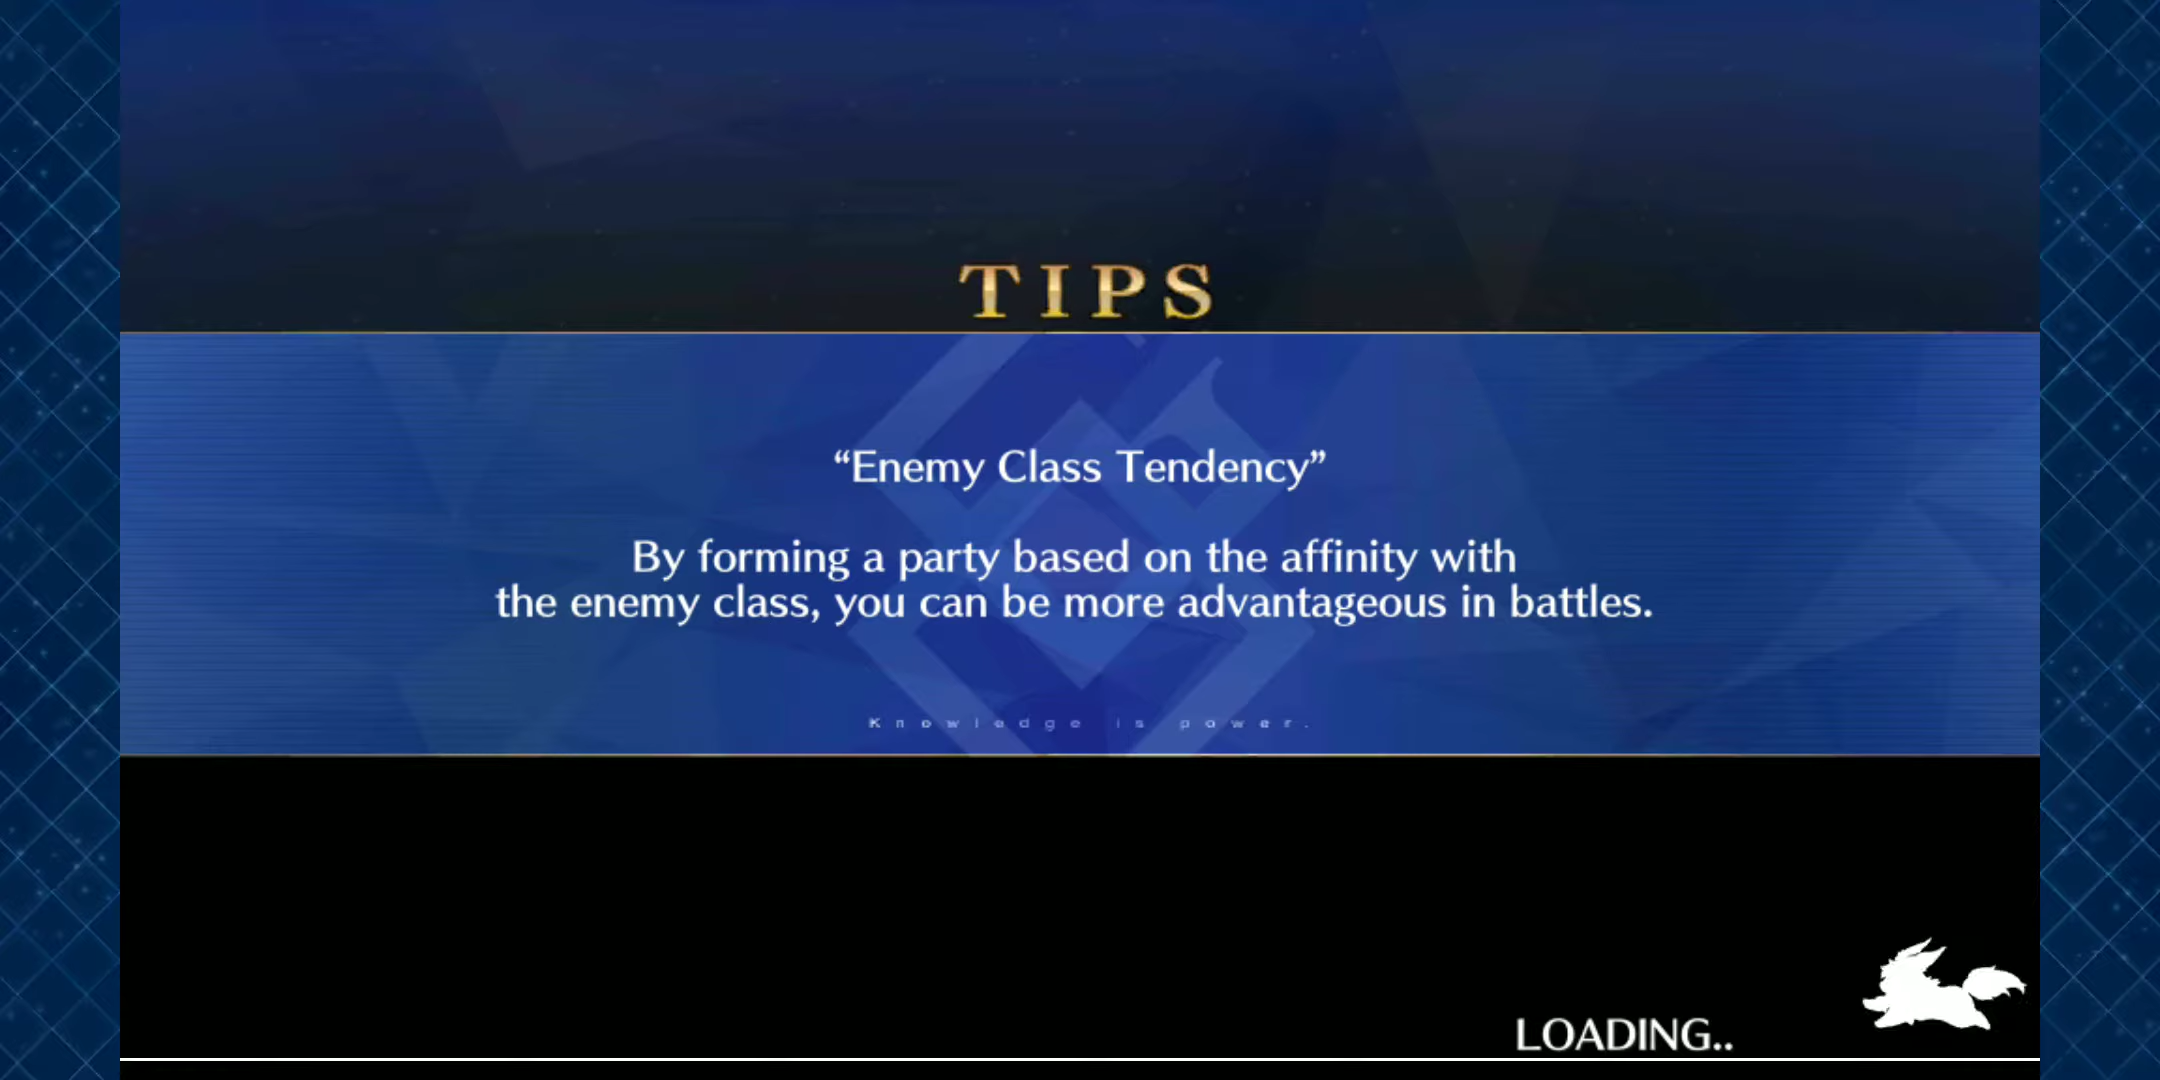 TIPS
“Enemy Class Tendency”
By forming a party based on the affinity with
the enemy class, you can be more advantageous in battles.
Knowledge is power.
LOADING..